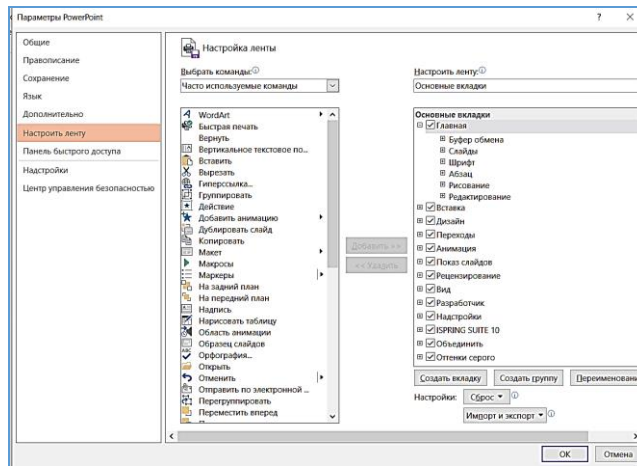 Параметры PowerPoint
Общие
Правописание
Сохранение
Язык
Дополнительно
Настроить ленту
Панель быстрого доступа
Надстройки
Центр управления безопасностью
Настройка ленты
Выбрать команды:
Часто используемые команды
WordArt
Быстрая печать
Вернуть
Вертикальное текстовое по...
Вставить
Вырезать
Гиперссылка...
Группировать
Действие
Добавить анимацию
Дублировать слайд
Копировать
Макет
Макросы
Маркеры
На задний план
На передний план
Надпись
Нарисовать таблицу
Область анимации
Образец слайдов
Орфография...
Открыть
Отменить
Отправить по электронной ...
Перегруппировать
Переместить вперед
Добавить >>
<< Удалить
Настроить ленту:
Основные вкладки
Основные вкладки
Главная
Буфер обмена
Слайды
Шрифт
Абзац
Рисование
Редактирование
Вставка
Дизайн
Переходы
Анимация
Показ слайдов
Рецензирование
Вид
Разработчик
Надстройки
ISPRING SUITE 10
Объединить
Оттенки серого
Создать вкладку Создать группу Переименовани
Настройки: Сброс
Импорт и экспорт
ОК Отмена